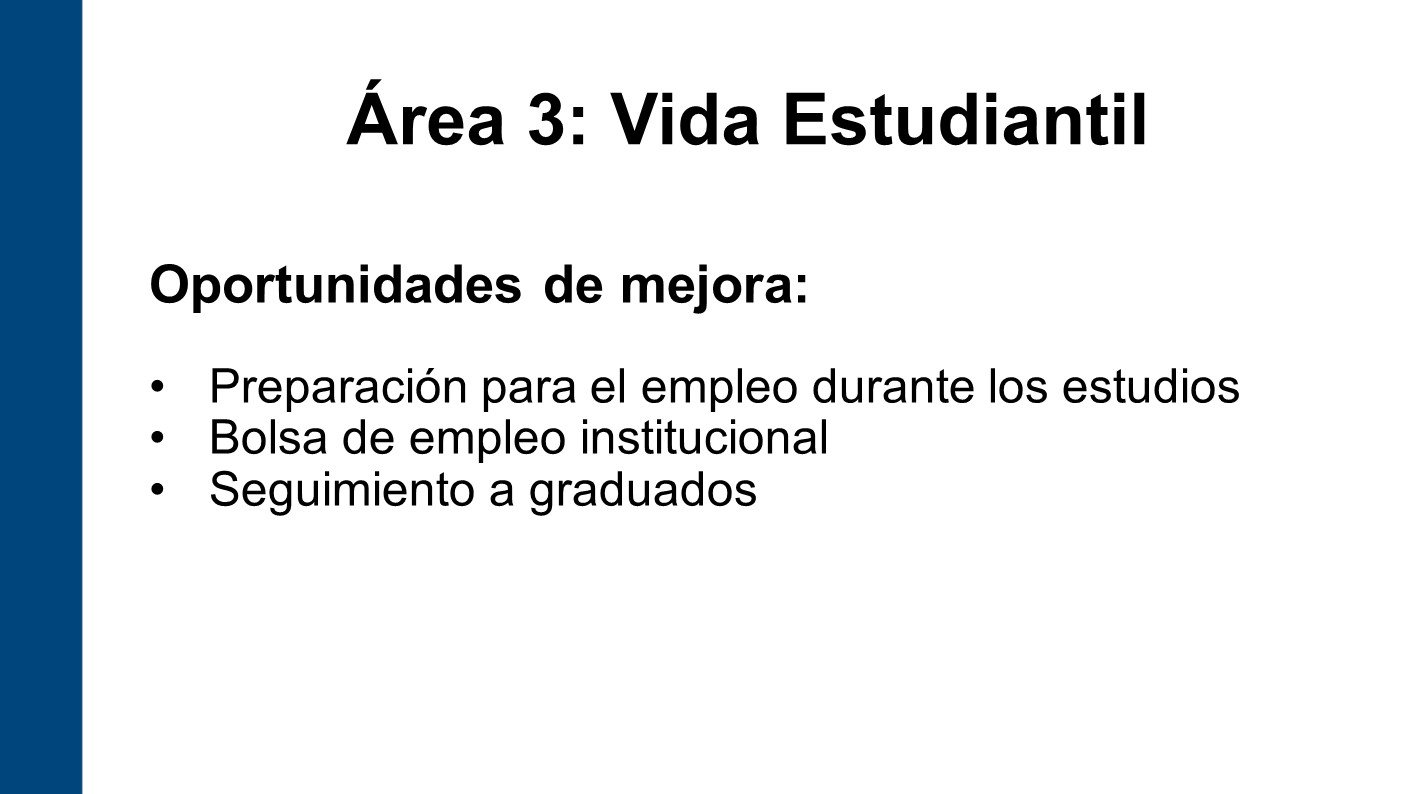 Área 3: Vida Estudiantil
Oportunidades de mejora:
• Preparación para el empleo durante los estudios
• Bolsa de empleo institucional
• Seguimiento a graduados